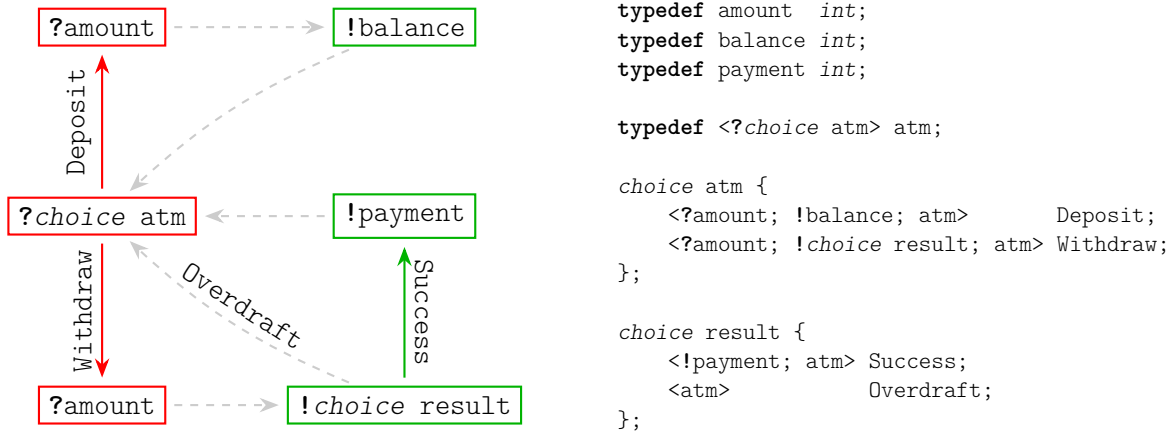 ?amount
!balance
Deposit
?choice atm
!payment
Withdraw
Overdraft
Success
?amount
!choice result
typedef amount  int;
typedef balance int;
typedef payment int;
typedef <?choice atm> atm;
choice atm {
    <?amount; !balance; atm>        Deposit;
    <?amount; !choice result; atm> Withdraw;
};
choice result {
    <!payment; atm> Success;
    <atm>           Overdraft;
};